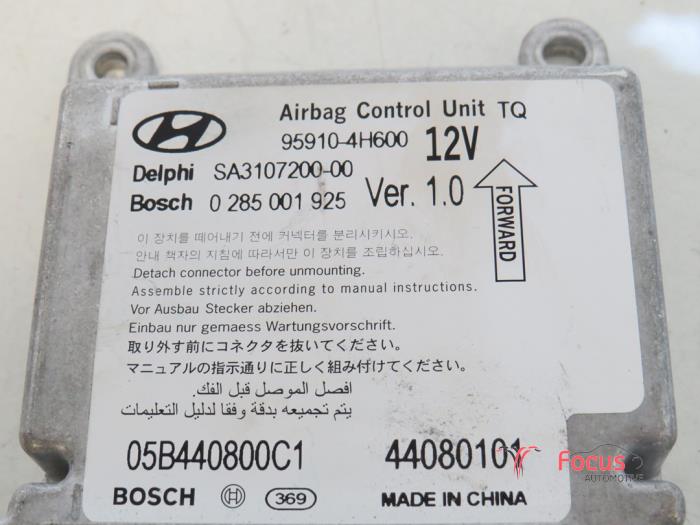 Airbag Control Unit TQ
95910-4H600 12V
Delphi SA3107200-00
Bosch 0 285 001 925 Ver. 1.0
FORWARD
이 장치를 떼어내기 전에 커넥터를 분리시키시오.
안내 책자의 지침에 따라서만 이 장치를 조립하십시오.
Detach connector before unmounting.
Assemble strictly according to manual instructions.
Vor Ausbau Stecker abziehen.
Einbau nur gemaess Wartungsvorschrift.
取り外す前にコネクタを抜いてください。
マニュアルの指示通りに正しく組み付けてください。
افصل الموصل قبل الفك.
يتم تجميعه بدقة وفقا لدليل التعليمات
05B440800C1 44080101
BOSCH 369 MADE IN CHINA
Focus
AUTOMOTIVE